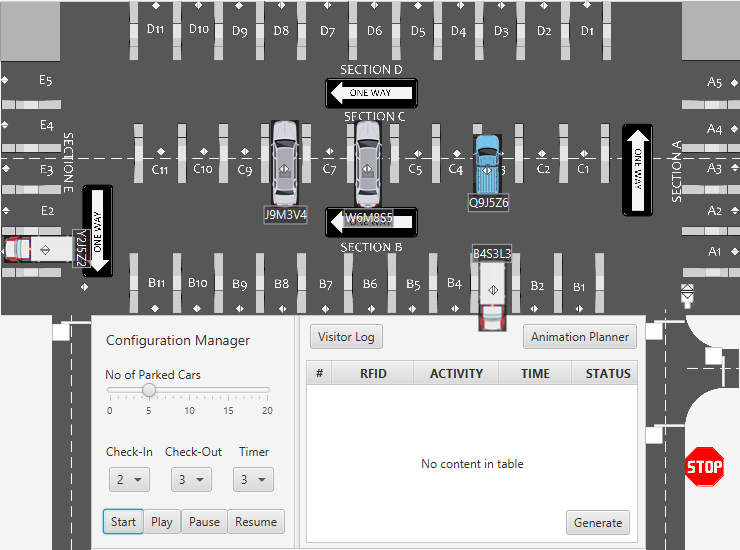 D11 D10 D9 D8 D7 D6 D5 D4 D3 D2 D1
SECTION D
ONE WAY
SECTION C
E5
E4
E3
E2
SECTION E
ONE WAY
A5
A4
A3
A2
A1
SECTION A
ONE WAY
C11 C10 C9 C7 C5 C4 C2 C1
J9M3V4
W6M8S5
Q9J5Z6
ONE WAY
SECTION B
Y2J5Z2
B4S3L3
B11 B10 B9 B8 B7 B6 B5 B4 B2 B1
Configuration Manager
No of Parked Cars
0 5 10 15 20
Check-In Check-Out Timer
2 3 3
Start Play Pause Resume
Visitor Log
Animation Planner
# RFID ACTIVITY TIME STATUS
No content in table
Generate
STOP